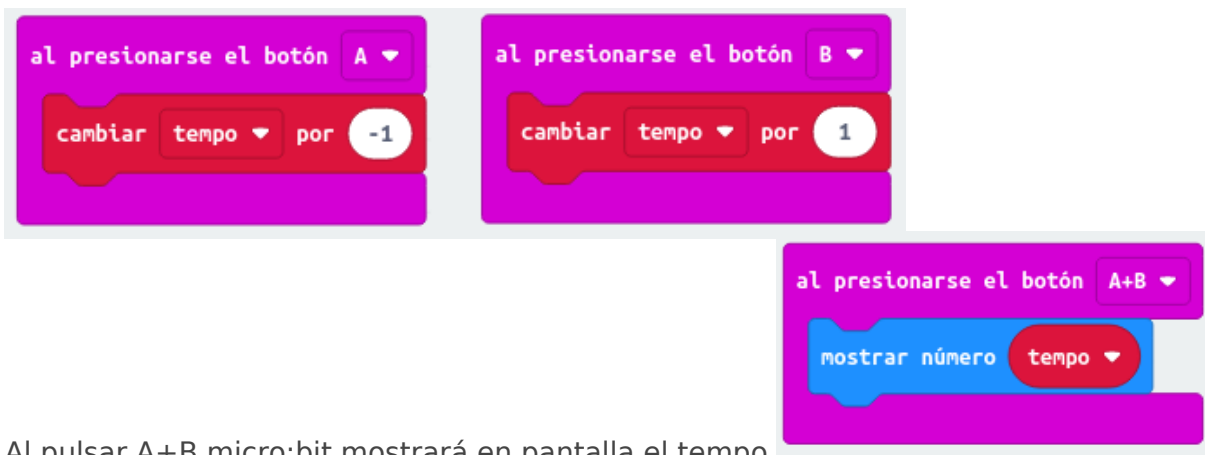 al presionarse el botón A
cambiar tempo por -1
al presionarse el botón B
cambiar tempo por 1
al presionarse el botón A+B
mostrar número tempo
Al pulsar A+B micro:bit mostrará en pantalla el tempo